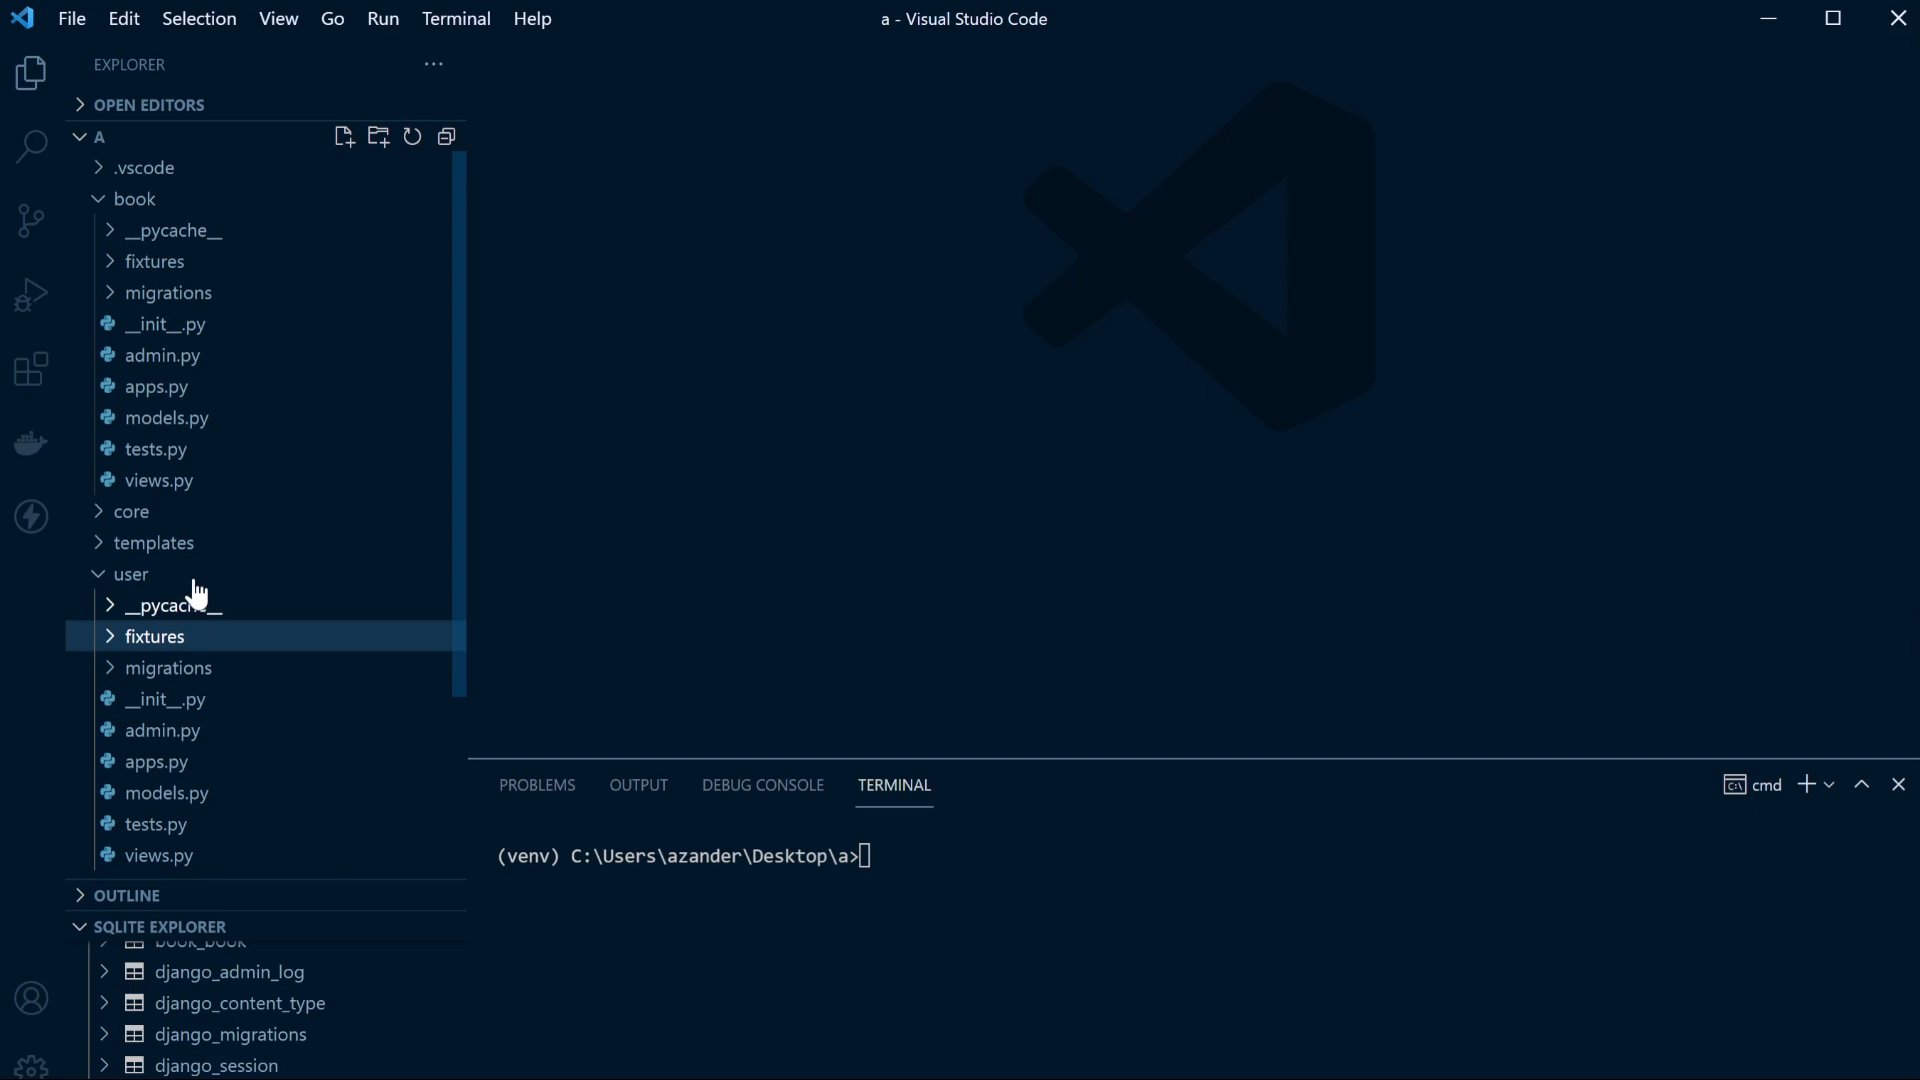 File Edit Selection View Go Run Terminal Help
a - Visual Studio Code
EXPLORER
OPEN EDITORS
A
.vscode
book
__pycache__
fixtures
migrations
__init__.py
admin.py
apps.py
models.py
tests.py
views.py
core
templates
user
fixtures
migrations
__init__.py
admin.py
apps.py
models.py
tests.py
views.py
OUTLINE
SQLITE EXPLORER
book_book
django_admin_log
django_content_type
django_migrations
django_session
PROBLEMS OUTPUT DEBUG CONSOLE TERMINAL
cmd
(venv) C:\Users\azander\Desktop\a>